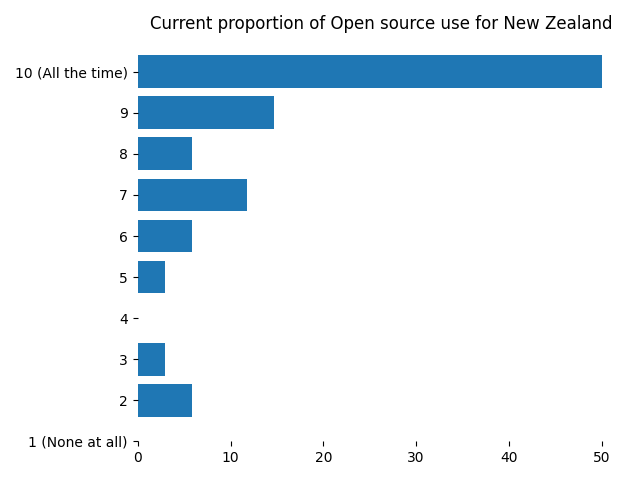 Current proportion of Open source use for New Zealand
10 (All the time)
9
8
7
6
5
4
3
2
1 (None at all)
0 10 20 30 40 50